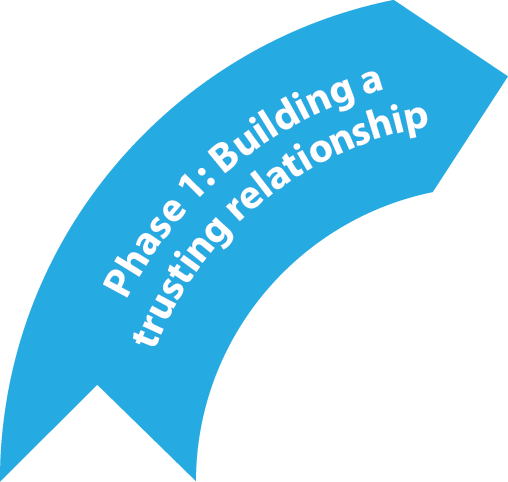 Phase 1: Building a
trusting relationship